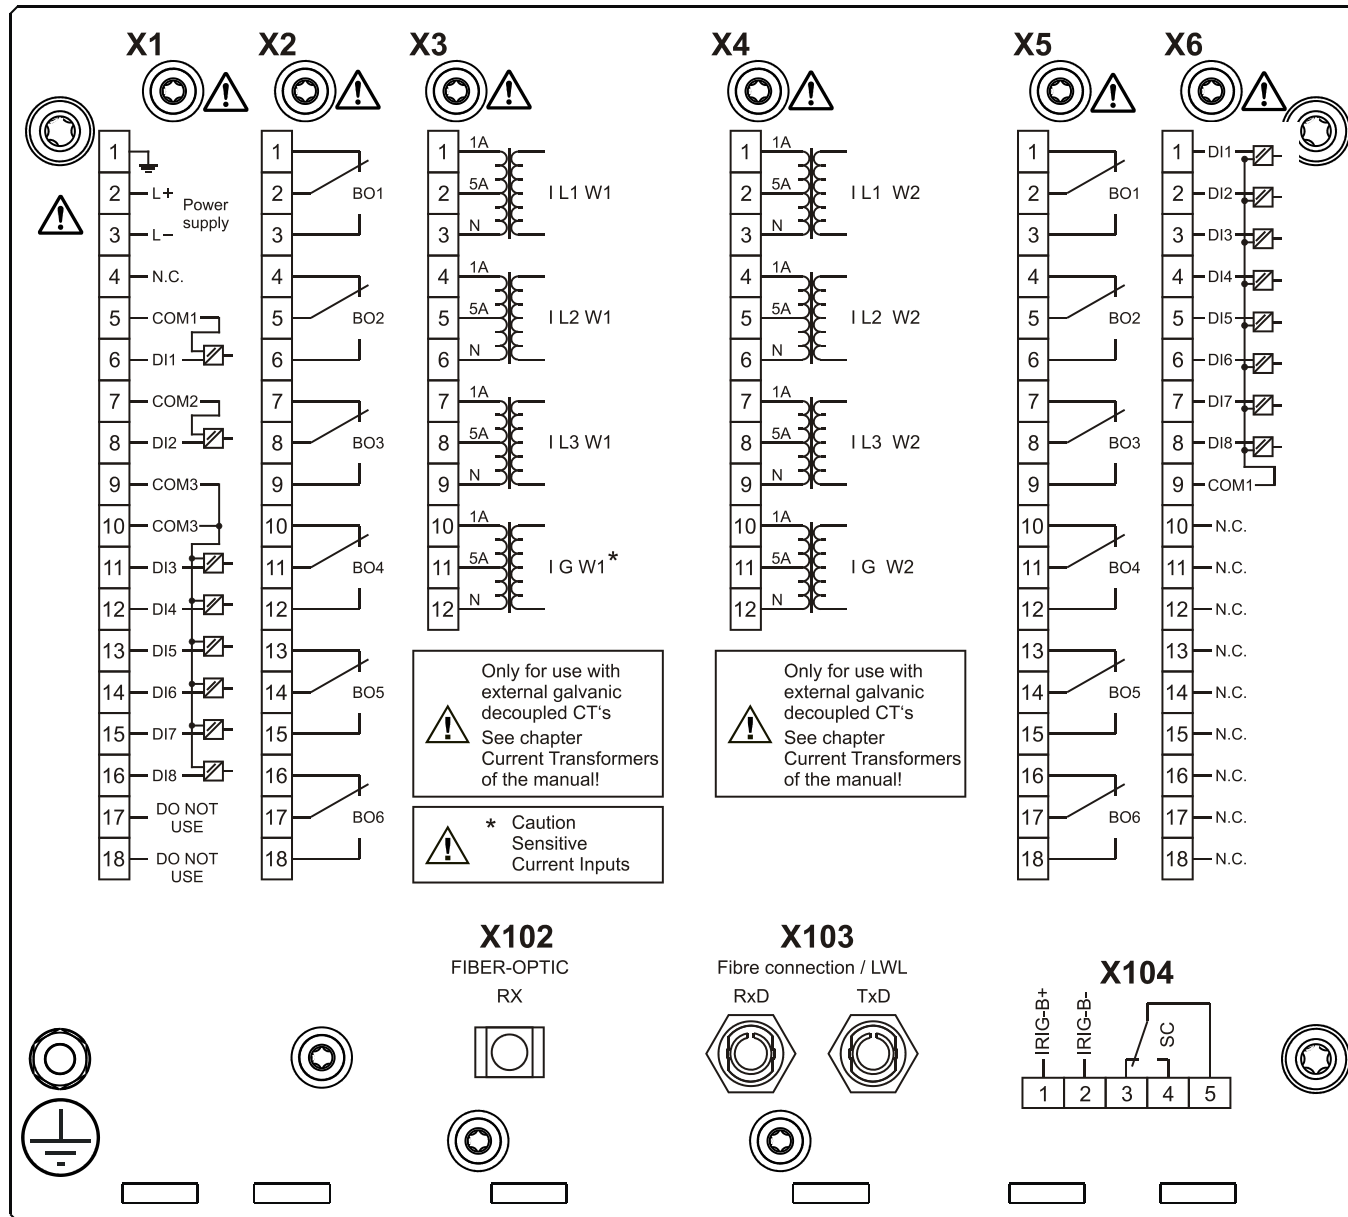 X1
1
2 L+
Power
supply
3 L–
4 N.C.
5 COM1
6 DI1
7 COM2
8 DI2
9 COM3
10 COM3
11 DI3
12 DI4
13 DI5
14 DI6
15 DI7
16 DI8
17 DO NOT
USE
18 DO NOT
USE
X2
1
2 BO1
3
4
5 BO2
6
7
8 BO3
9
10
11 BO4
12
13
14 BO5
15
16
17 BO6
18
X3
1 1A
2 5A I L1 W1
3 N
4 1A
5 5A I L2 W1
6 N
7 1A
8 5A I L3 W1
9 N
10 1A
11 5A I G W1*
12 N
Only for use with
external galvanic
decoupled CT‘s
See chapter
Current Transformers
of the manual!
* Caution
Sensitive
Current Inputs
X4
1 1A
2 5A I L1 W2
3 N
4 1A
5 5A I L2 W2
6 N
7 1A
8 5A I L3 W2
9 N
10 1A
11 5A I G W2
12 N
Only for use with
external galvanic
decoupled CT‘s
See chapter
Current Transformers
of the manual!
X5
1
2 BO1
3
4
5 BO2
6
7
8 BO3
9
10
11 BO4
12
13
14 BO5
15
16
17 BO6
18
X6
1 DI1
2 DI2
3 DI3
4 DI4
5 DI5
6 DI6
7 DI7
8 DI8
9 COM1
10 N.C.
11 N.C.
12 N.C.
13 N.C.
14 N.C.
15 N.C.
16 N.C.
17 N.C.
18 N.C.
X102
FIBER-OPTIC
RX
X103
Fibre connection / LWL
RxD TxD
X104
IRIG-B+
IRIG-B-
SC
1 2 3 4 5